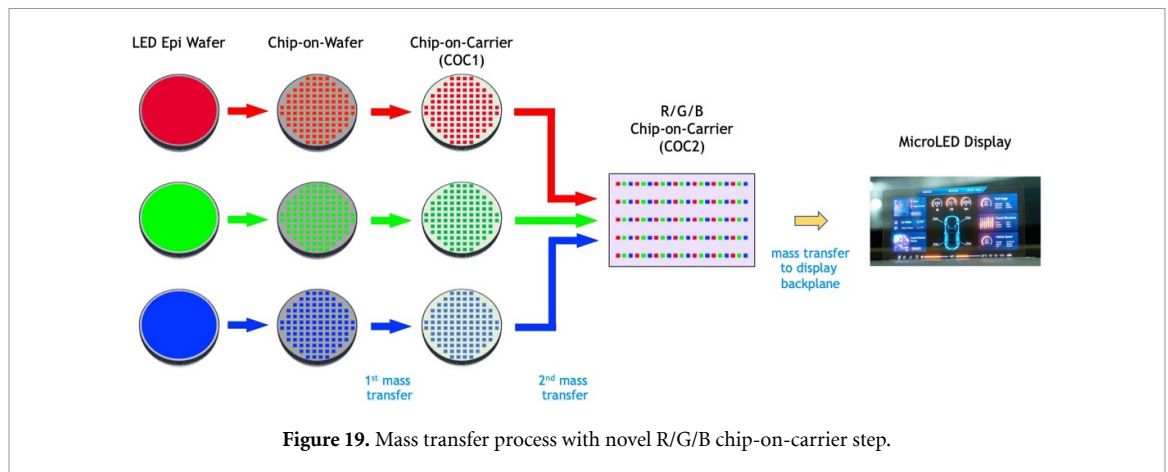 LED Epi Wafer
Chip-on-Wafer
Chip-on-Carrier
(COC1)
R/G/B
Chip-on-Carrier
(COC2)
MicroLED Display
mass transfer
to display
backplane
1st mass
transfer
2nd mass
transfer
Figure 19. Mass transfer process with novel R/G/B chip-on-carrier step.